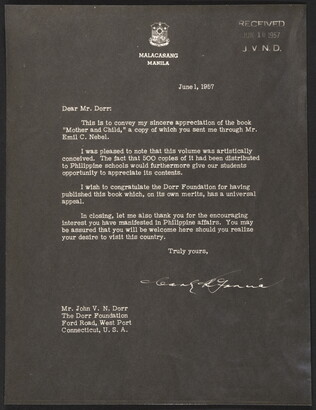 MALACAÑANG
MANILA
RECEIVED
JUN 18 1957
J. V. N. D.
June 1, 1957
Dear Mr. Dorr:
This is to convey my sincere appreciation of the book
"Mother and Child," a copy of which you sent me through Mr.
Emil C. Nebel.
I was pleased to note that this volume was artistically
conceived. The fact that 500 copies of it had been distributed
to Philippine schools would furthermore give our students
opportunity to appreciate its contents.
I wish to congratulate the Dorr Foundation for having
published this book which, on its own merits, has a universal
appeal.
In closing, let me also thank you for the encouraging
interest you have manifested in Philippine affairs. You may
be assured that you will be welcome here should you realize
your desire to visit this country.
Truly yours,
Mr. John V. N. Dorr
The Dorr Foundation
Ford Road, West Port
Connecticut, U. S. A.